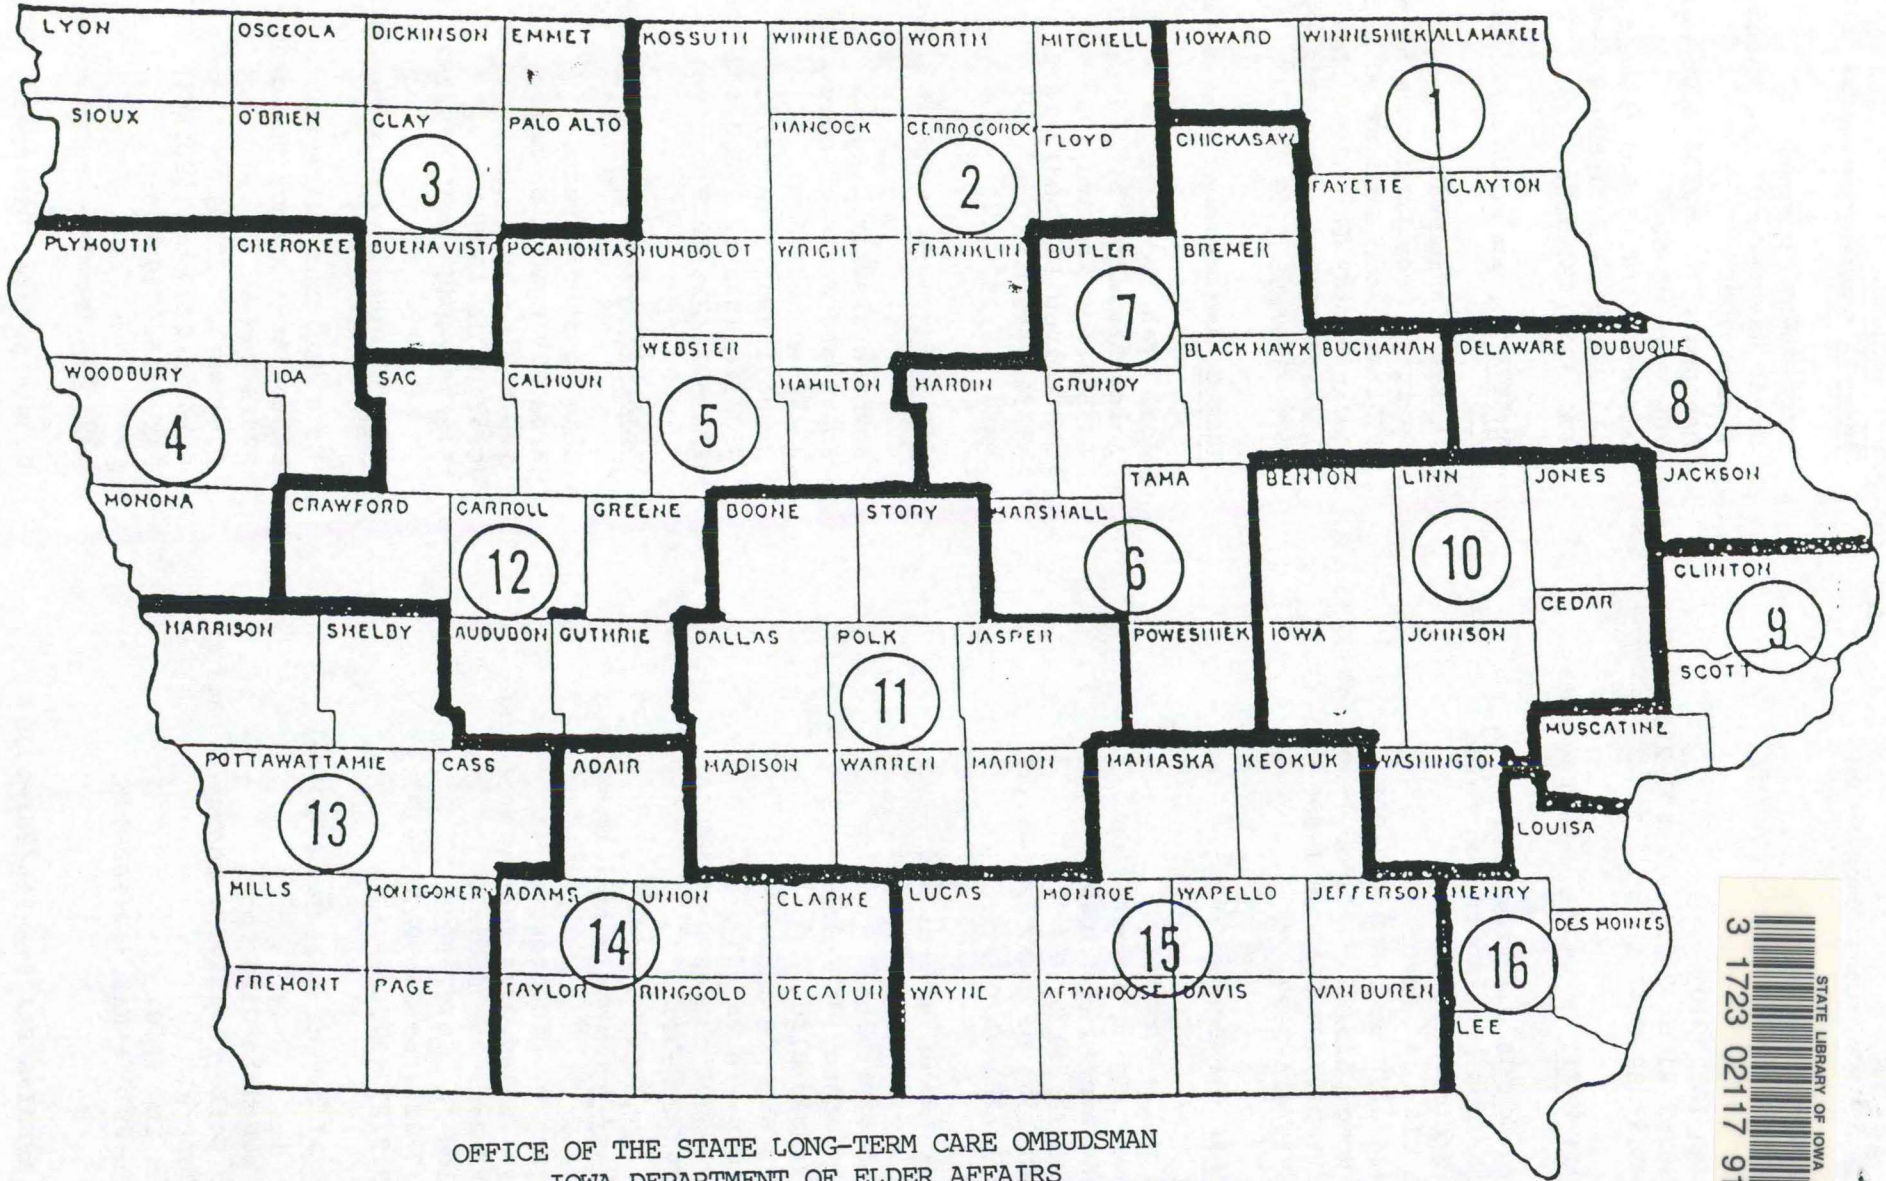 LYON OSCEOLA DICKINSON EMMET KOSSUTH WINNEBAGO WORTH MITCHELL HOWARD WINNESHIEK ALLAMAKEE
1
SIOUX O'BRIEN CLAY PALO ALTO HANCOCK CERRO GORDO FLOYD CHICKASAW
3 2
FAYETTE CLAYTON
PLYMOUTH CHEROKEE BUENA VISTA POCAHONTAS HUMBOLDT WRIGHT FRANKLIN BUTLER BREMER
7
WEBSTER BLACK HAWK BUCHANAN DELAWARE DUBUQUE
WOODBURY IDA SAC CALHOUN HAMILTON HARDIN GRUNDY
4 5 8
TAMA BENTON LINN JONES JACKSON
MONONA CRAWFORD CARROLL GREENE BOONE STORY MARSHALL
12 6 10
CLINTON
CEDAR
HARRISON SHELBY AUDUBON GUTHRIE DALLAS POLK JASPER POWESHIEK IOWA JOHNSON
9
SCOTT
11
MUSCATINE
POTTAWATTAMIE CASS ADAIR MADISON WARREN MARION MAHASKA KEOKUK WASHINGTON
13
LOUISA
MILLS MONTGOMERY ADAMS UNION CLARKE LUCAS MONROE WAPELLO JEFFERSON HENRY
DES MOINES
14 15 16
FREMONT PAGE TAYLOR RINGGOLD DECATUR WAYNE APPANOOSE DAVIS VAN BUREN
LEE
OFFICE OF THE STATE LONG-TERM CARE OMBUDSMAN
IOWA DEPARTMENT OF ELDER AFFAIRS
STATE LIBRARY OF IOWA
3 1723 02117 91